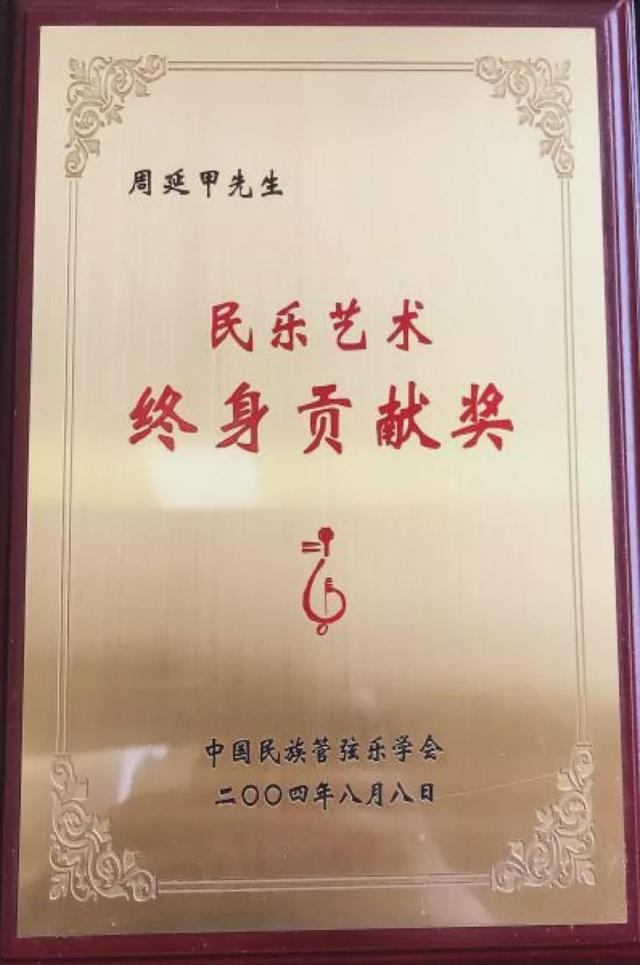 周延甲先生
民乐艺术
终身贡献奖
中国民族管弦乐学会
二〇〇四年八月八日